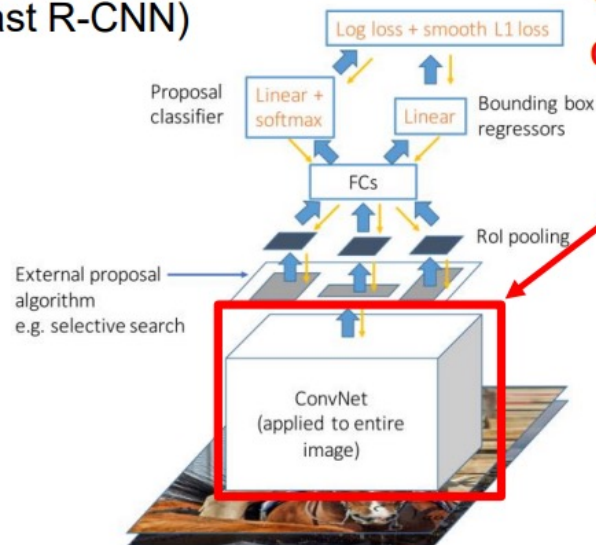 ast R-CNN)
Log loss + smooth L1 loss
Proposal
classifier
Linear +
softmax
Linear
Bounding box
regressors
FCs
RoI pooling
External proposal
algorithm
e.g. selective search
ConvNet
(applied to entire
image)